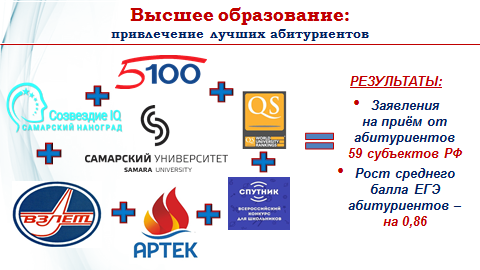 Высшее образование:
привлечение лучших абитуриентов
5100
Созвездие IQ
САМАРСКИЙ НАНОГРАД
QS
WORLD
UNIVERSITY
RANKINGS
САМАРСКИЙ УНИВЕРСИТЕТ
SAMARA UNIVERSITY
ВЗЛЕТ
АРТЕК
СПУТНИК
ВСЕРОССИЙСКИЙ
КОНКУРС
ДЛЯ ШКОЛЬНИКОВ
РЕЗУЛЬТАТЫ:
• Заявления
на приём от
абитуриентов
59 субъектов РФ
• Рост среднего
балла ЕГЭ
абитуриентов –
на 0,86